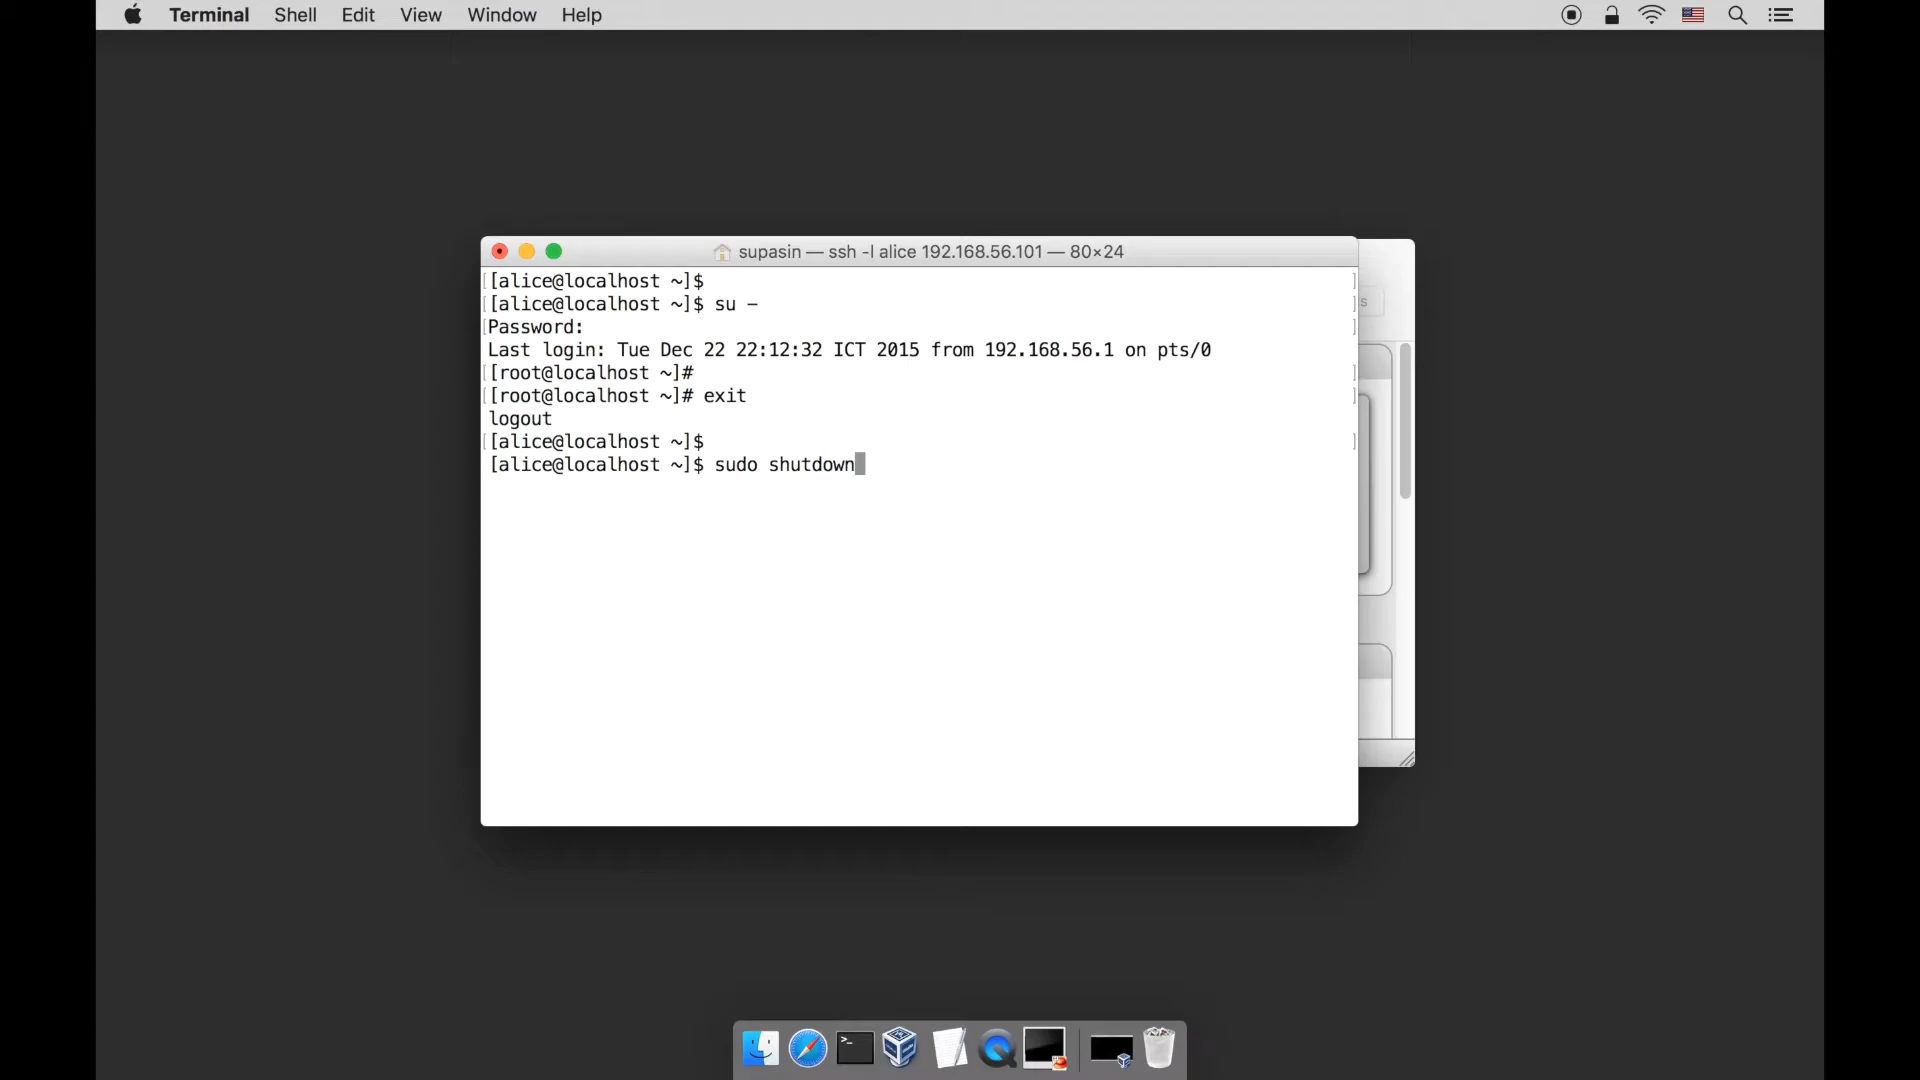 Terminal Shell Edit View Window Help
supasin — ssh -l alice 192.168.56.101 — 80×24
[alice@localhost ~]$
[alice@localhost ~]$ su -
Password:
Last login: Tue Dec 22 22:12:32 ICT 2015 from 192.168.56.1 on pts/0
[root@localhost ~]#
[root@localhost ~]# exit
logout
[alice@localhost ~]$
[alice@localhost ~]$ sudo shutdown
s